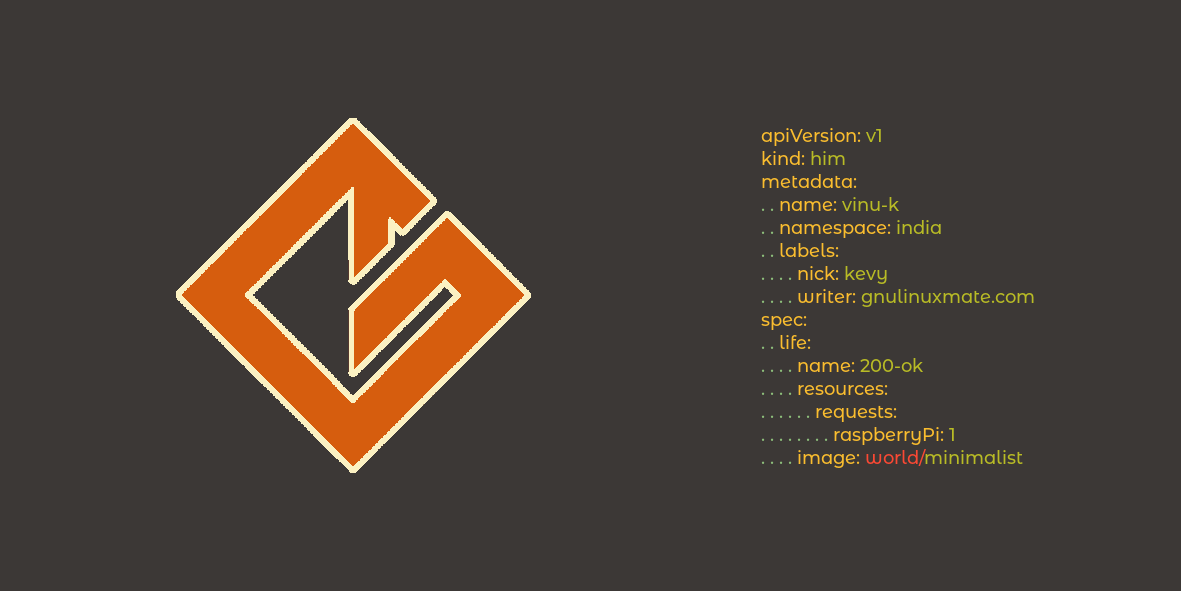 apiVersion: v1
kind: him
metadata:
. . name: vinu-k
. . namespace: india
. . labels:
. . . . nick: kevy
. . . . writer: gnulinuxmate.com
spec:
. . life:
. . . . name: 200-ok
. . . . resources:
. . . . . . requests:
. . . . . . . . raspberryPi: 1
. . . . image: world/minimalist